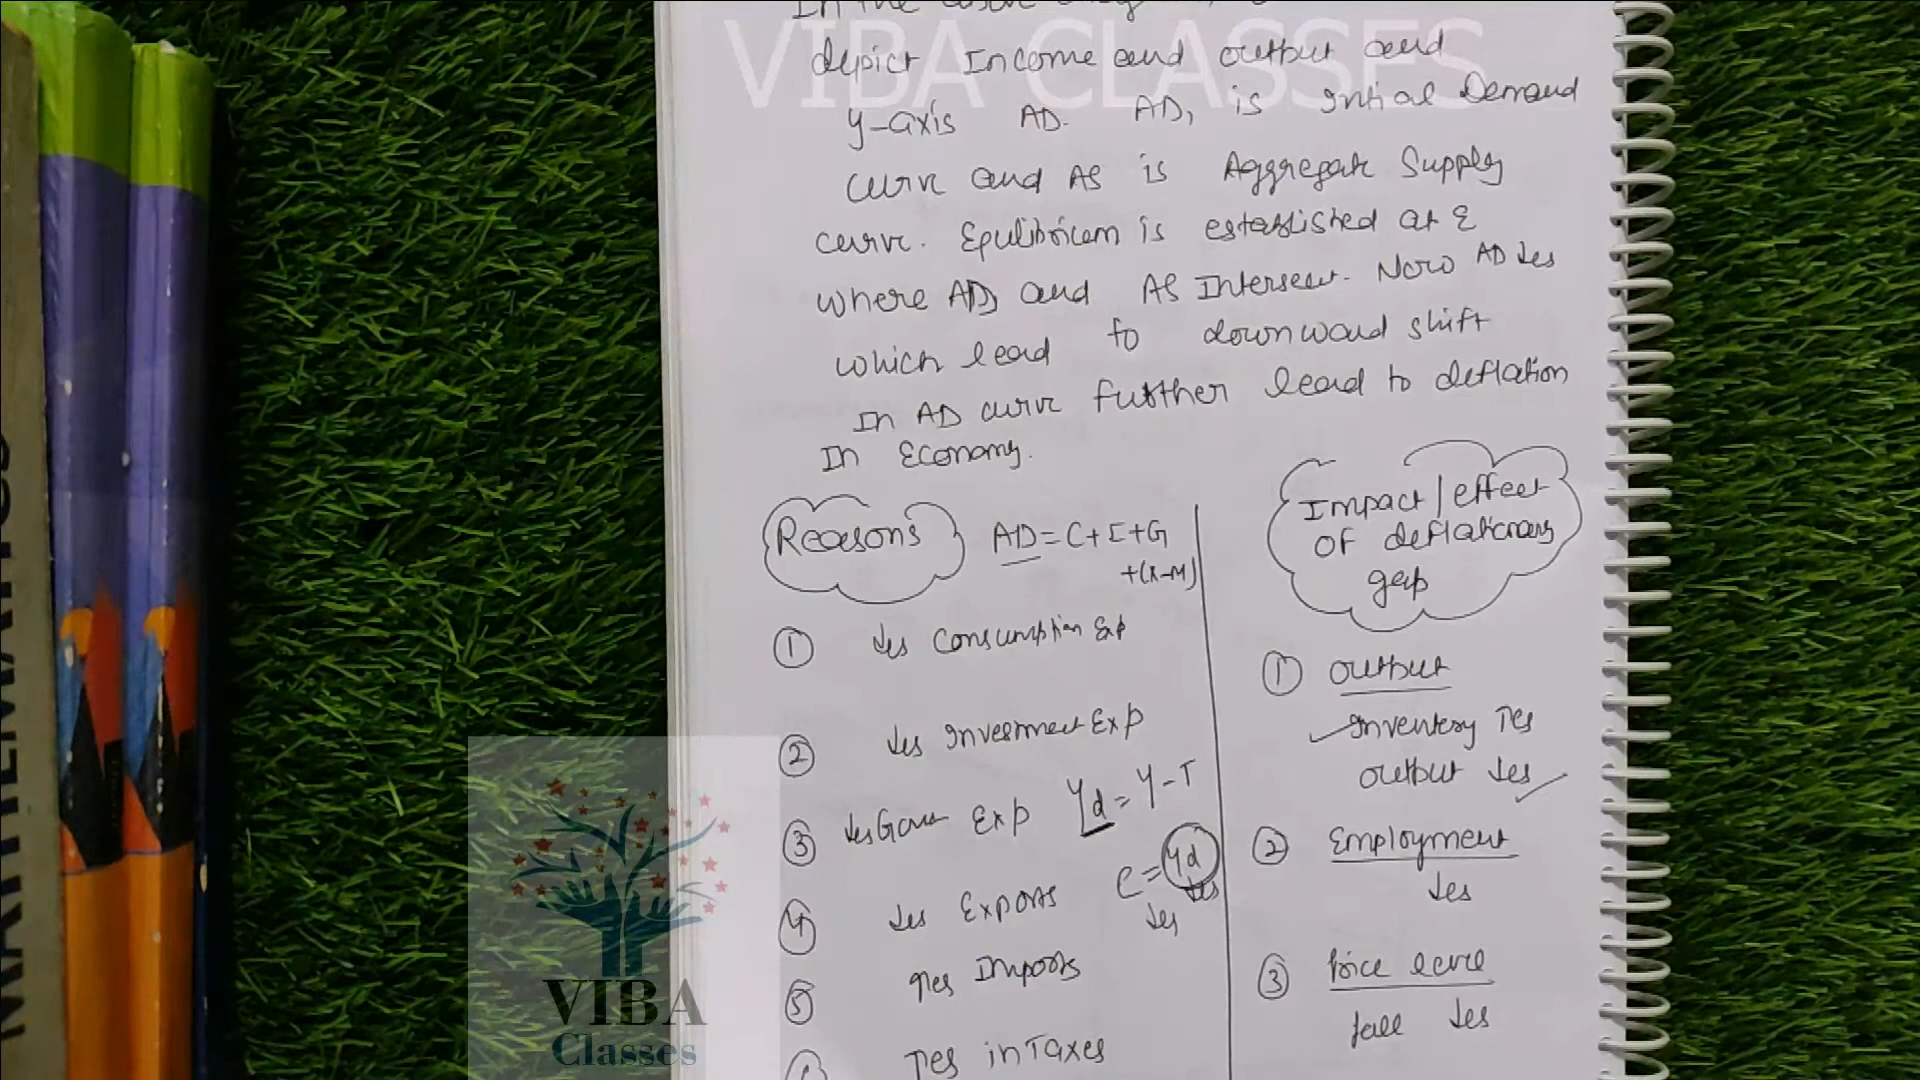 VIBA CLASSES
depict Income and output and
y-axis AD. AD1 is Initial Demand
curve and AS is Aggregate Supply
curve. Equilibrium is established at E
where AD1 and AS Intersect. Now AD ↓es
which lead to downward shift
In AD curve further lead to deflation
In Economy.
Reasons AD = C+I+G
+(X-M)
① ↓es Consumption Exp
② ↓es Investment Exp
③ ↓es Govt Exp Yd = Y-T
④ ↓es Exports C = Yd
↓es ↓es
⑤ ↑es Imports
↑es in Taxes
Impact/effect
OF deflationary
gap
① output
Inventory ↑es
output ↓es
② Employment
↓es
③ Price level
fall ↓es
VIBA
Classes